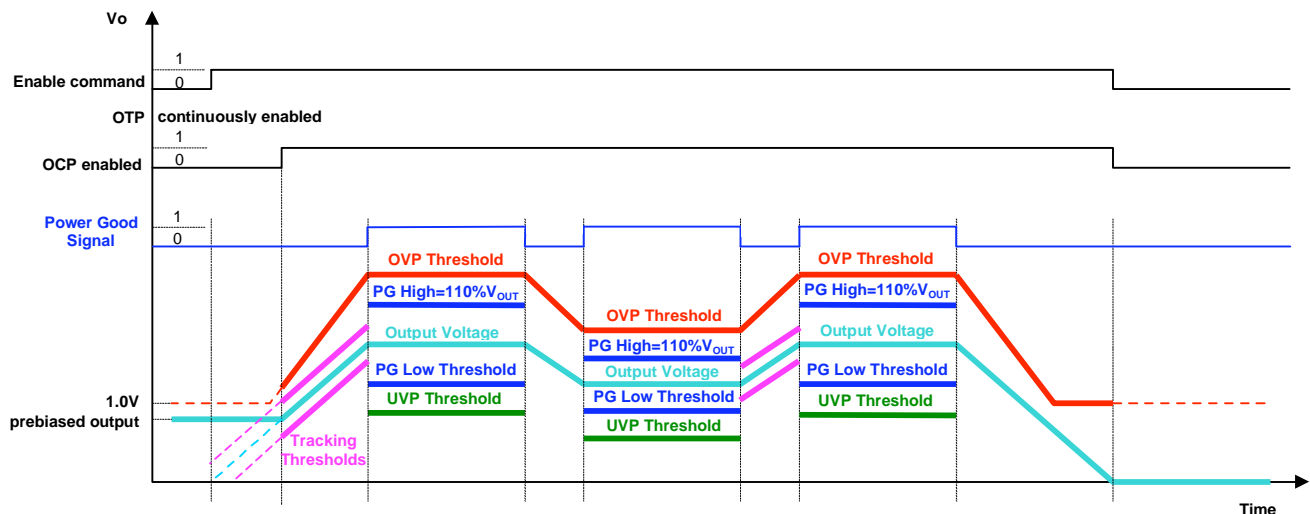 Vo
1
Enable command
0
OTP continuously enabled
1
OCP enabled
0
Power Good
Signal
1
0
OVP Threshold
OVP Threshold
PG High=110%VOUT
PG High=110%VOUT
OVP Threshold
Output Voltage
Output Voltage
PG High=110%VOUT
PG Low Threshold
Output Voltage
PG Low Threshold
1.0V
PG Low Threshold
UVP Threshold
UVP Threshold
prebiased output
UVP Threshold
Tracking
Thresholds
Time